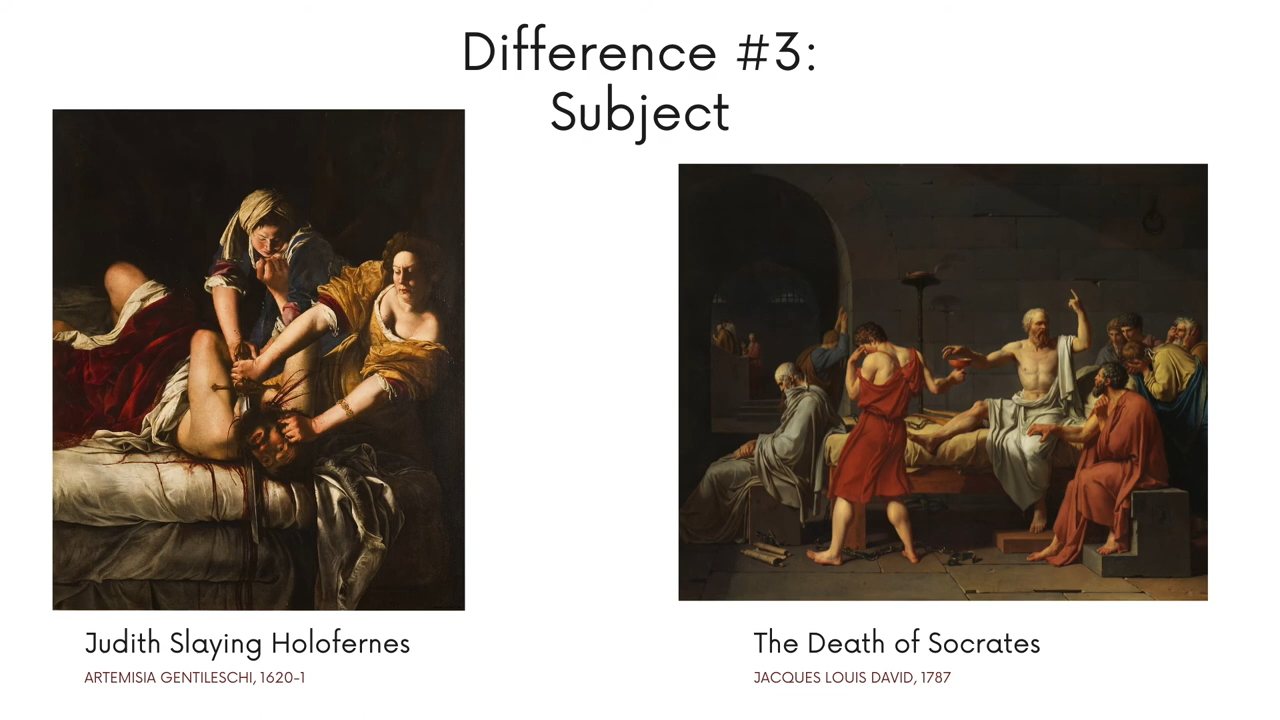 Difference #3:
Subject
Judith Slaying Holofernes
ARTEMISIA GENTILESCHI, 1620-1
The Death of Socrates
JACQUES LOUIS DAVID, 1787